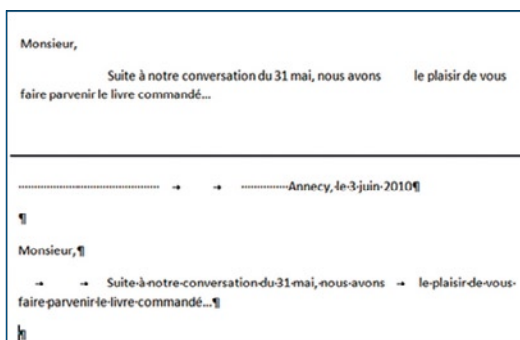 Monsieur,
Suite à notre conversation du 31 mai, nous avons le plaisir de vous
faire parvenir le livre commandé...
→ → Annecy,·le·3·juin·2010¶
¶
Monsieur,¶
→ → Suite·à·notre·conversation·du·31·mai,·nous·avons → le·plaisir·de·vous·
faire·parvenir·le·livre·commandé...¶
¶